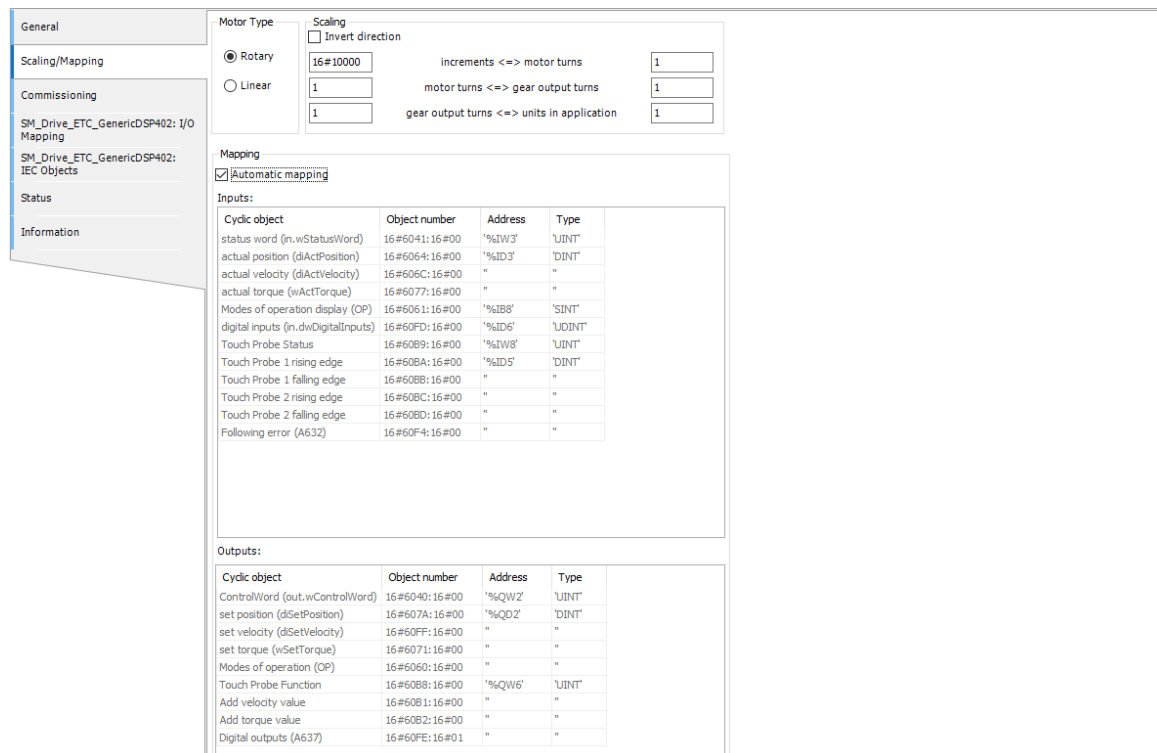 General
Scaling/Mapping
Commissioning
SM_Drive_ETC_GenericDSP402: I/O
Mapping
SM_Drive_ETC_GenericDSP402:
IEC Objects
Status
Information
Motor Type
Rotary
Linear
Scaling
Invert direction
16#10000 increments <=> motor turns 1
1 motor turns <=> gear output turns 1
1 gear output turns <=> units in application 1
Mapping
Automatic mapping
Inputs:
Cyclic object Object number Address Type
status word (in.wStatusWord) 16#6041:16#00 '%IW3' 'UINT'
actual position (diActPosition) 16#6064:16#00 '%ID3' 'DINT'
actual velocity (diActVelocity) 16#606C:16#00 '' ''
actual torque (wActTorque) 16#6077:16#00 '' ''
Modes of operation display (OP) 16#6061:16#00 '%IB8' 'SINT'
digital inputs (in.dwDigitalInputs) 16#60FD:16#00 '%ID6' 'UDINT'
Touch Probe Status 16#60B9:16#00 '%IW8' 'UINT'
Touch Probe 1 rising edge 16#60BA:16#00 '%ID5' 'DINT'
Touch Probe 1 falling edge 16#60BB:16#00 '' ''
Touch Probe 2 rising edge 16#60BC:16#00 '' ''
Touch Probe 2 falling edge 16#60BD:16#00 '' ''
Following error (A632) 16#60F4:16#00 '' ''
Outputs:
Cyclic object Object number Address Type
ControlWord (out.wControlWord) 16#6040:16#00 '%QW2' 'UINT'
set position (diSetPosition) 16#607A:16#00 '%QD2' 'DINT'
set velocity (diSetVelocity) 16#60FF:16#00 '' ''
set torque (wSetTorque) 16#6071:16#00 '' ''
Modes of operation (OP) 16#6060:16#00 '' ''
Touch Probe Function 16#60B8:16#00 '%QW6' 'UINT'
Add velocity value 16#60B1:16#00 '' ''
Add torque value 16#60B2:16#00 '' ''
Digital outputs (A637) 16#60FE:16#01 '' ''